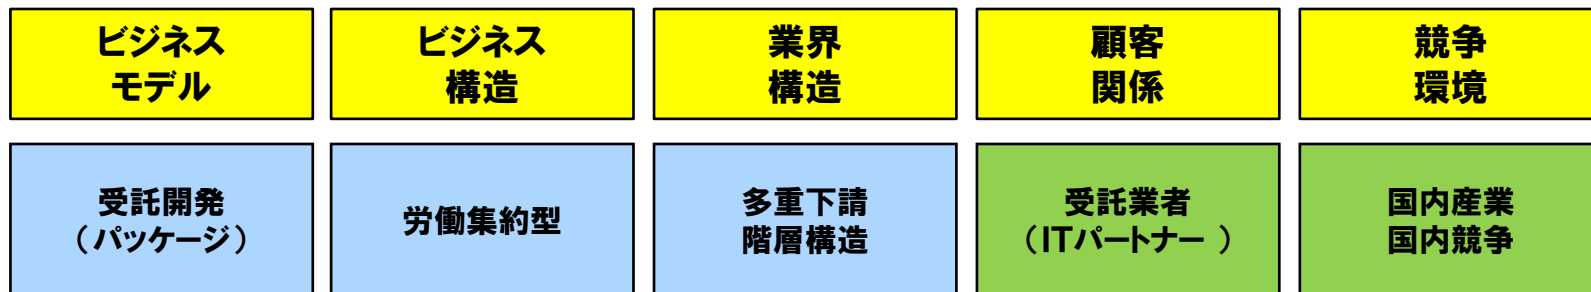 ビジネス
モデル
ビジネス
構造
業界
構造
顧客
関係
競争
環境
受託開発
（パッケージ）
労働集約型
多重下請
階層構造
受託業者
（ITパートナー ）
国内産業
国内競争